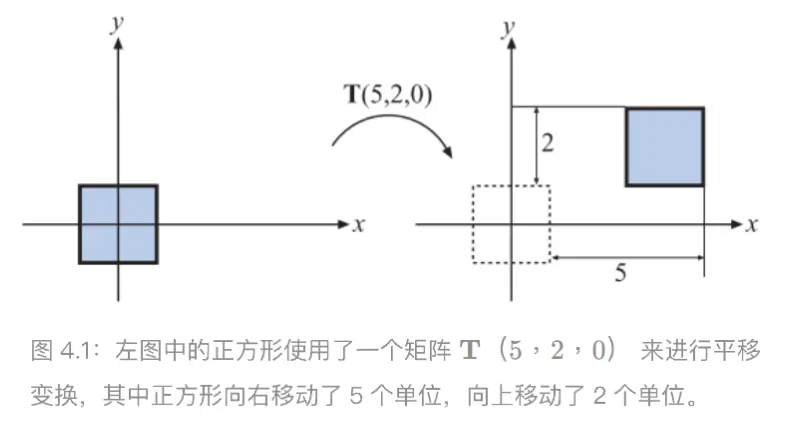 y
x
T(5,2,0)
y
2
x
5
图 4.1：左图中的正方形使用了一个矩阵 T（5，2，0） 来进行平移
变换，其中正方形向右移动了 5 个单位，向上移动了 2 个单位。